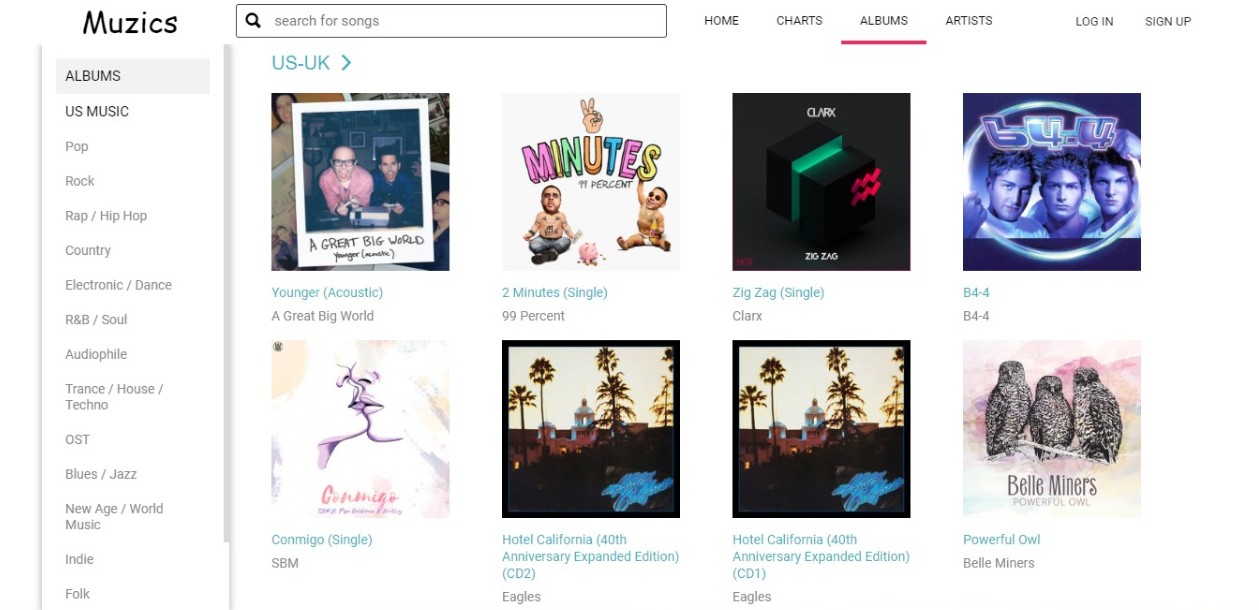 Muzics
search for songs
HOME
CHARTS
ALBUMS
ARTISTS
LOG IN
SIGN UP
ALBUMS
US MUSIC
Pop
Rock
Rap / Hip Hop
Country
Electronic / Dance
R&B / Soul
Audiophile
Trance / House /
Techno
OST
Blues / Jazz
New Age / World
Music
Indie
Folk
US-UK
A GREAT BIG WORLD
Younger (acoustic)
MINUTES
99 PERCENT
CLARX
ZIG ZAG
B4-4
Younger (Acoustic)
A Great Big World
2 Minutes (Single)
99 Percent
Zig Zag (Single)
Clarx
B4-4
B4-4
Conmigo
Belle Miners
POWERFUL OWL
Conmigo (Single)
SBM
Hotel California (40th
Anniversary Expanded Edition)
(CD2)
Eagles
Hotel California (40th
Anniversary Expanded Edition)
(CD1)
Eagles
Powerful Owl
Belle Miners